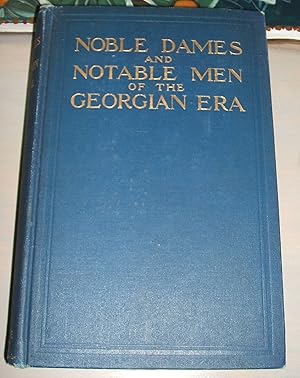 NOBLE DAMES
AND
NOTABLE MEN
OF THE
GEORGIAN ERA